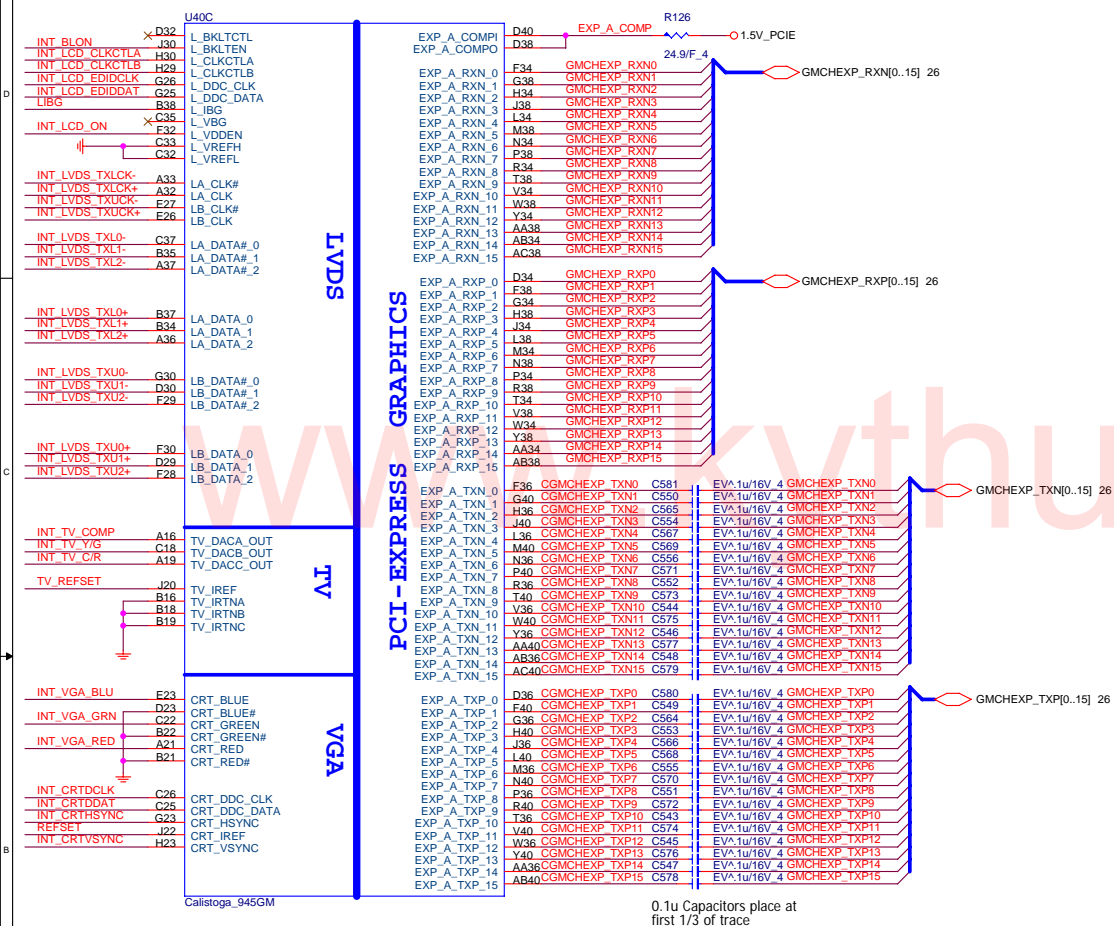 U40C
L_BKLTCTL D32
INT_BLON J30 L_BKLTEN
INT_LCD_CLKCTLA H30 L_CLKCTLA
INT_LCD_CLKCTLB H29 L_CLKCTLB
INT_LCD_EDIDCLK G26 L_DDC_CLK
INT_LCD_EDIDDAT G25 L_DDC_DATA
LIBG B38 L_IBG
C35 L_VBG
INT_LCD_ON F32 L_VDDEN
C33 L_VREFH
C32 L_VREFL
INT_LVDS_TXLCK- A33 LA_CLK#
INT_LVDS_TXLCK+ A32 LA_CLK
INT_LVDS_TXUCK- E27 LB_CLK#
INT_LVDS_TXUCK+ E26 LB_CLK
INT_LVDS_TXL0- C37 LA_DATA#_0
INT_LVDS_TXL1- B35 LA_DATA#_1
INT_LVDS_TXL2- A37 LA_DATA#_2
INT_LVDS_TXL0+ B37 LA_DATA_0
INT_LVDS_TXL1+ B34 LA_DATA_1
INT_LVDS_TXL2+ A36 LA_DATA_2
INT_LVDS_TXU0- G30 LB_DATA#_0
INT_LVDS_TXU1- D30 LB_DATA#_1
INT_LVDS_TXU2- F29 LB_DATA#_2
INT_LVDS_TXU0+ F30 LB_DATA_0
INT_LVDS_TXU1+ D29 LB_DATA_1
INT_LVDS_TXU2+ F28 LB_DATA_2
LVDS
INT_TV_COMP A16 TV_DACA_OUT
INT_TV_Y/G C18 TV_DACB_OUT
INT_TV_C/R A19 TV_DACC_OUT
TV_REFSET J20 TV_IREF
B16 TV_IRTNA
B18 TV_IRTNB
B19 TV_IRTNC
TV
INT_VGA_BLU E23 CRT_BLUE
D23 CRT_BLUE#
INT_VGA_GRN C22 CRT_GREEN
B22 CRT_GREEN#
INT_VGA_RED A21 CRT_RED
B21 CRT_RED#
INT_CRTDCLK C26 CRT_DDC_CLK
INT_CRTDDAT C25 CRT_DDC_DATA
INT_CRTHSYNC G23 CRT_HSYNC
REFSET J22 CRT_IREF
INT_CRTVSYNC H23 CRT_VSYNC
VGA
Calistoga_945GM
PCI-EXPRESS GRAPHICS
EXP_A_COMPI D40 EXP_A_COMP R126 1.5V_PCIE
EXP_A_COMPO D38 24.9/F_4
EXP_A_RXN_0 F34 GMCHEXP_RXN0 GMCHEXP_RXN[0..15] 26
EXP_A_RXN_1 G38 GMCHEXP_RXN1
EXP_A_RXN_2 H34 GMCHEXP_RXN2
EXP_A_RXN_3 J38 GMCHEXP_RXN3
EXP_A_RXN_4 L34 GMCHEXP_RXN4
EXP_A_RXN_5 M38 GMCHEXP_RXN5
EXP_A_RXN_6 N34 GMCHEXP_RXN6
EXP_A_RXN_7 P38 GMCHEXP_RXN7
EXP_A_RXN_8 R34 GMCHEXP_RXN8
EXP_A_RXN_9 T38 GMCHEXP_RXN9
EXP_A_RXN_10 V34 GMCHEXP_RXN10
EXP_A_RXN_11 W38 GMCHEXP_RXN11
EXP_A_RXN_12 Y34 GMCHEXP_RXN12
EXP_A_RXN_13 AA38 GMCHEXP_RXN13
EXP_A_RXN_14 AB34 GMCHEXP_RXN14
EXP_A_RXN_15 AC38 GMCHEXP_RXN15
EXP_A_RXP_0 D34 GMCHEXP_RXP0 GMCHEXP_RXP[0..15] 26
EXP_A_RXP_1 F38 GMCHEXP_RXP1
EXP_A_RXP_2 G34 GMCHEXP_RXP2
EXP_A_RXP_3 H38 GMCHEXP_RXP3
EXP_A_RXP_4 J34 GMCHEXP_RXP4
EXP_A_RXP_5 L38 GMCHEXP_RXP5
EXP_A_RXP_6 M34 GMCHEXP_RXP6
EXP_A_RXP_7 N38 GMCHEXP_RXP7
EXP_A_RXP_8 P34 GMCHEXP_RXP8
EXP_A_RXP_9 R38 GMCHEXP_RXP9
EXP_A_RXP_10 T34 GMCHEXP_RXP10
EXP_A_RXP_11 V38 GMCHEXP_RXP11
EXP_A_RXP_12 W34 GMCHEXP_RXP12
EXP_A_RXP_13 Y38 GMCHEXP_RXP13
EXP_A_RXP_14 AA34 GMCHEXP_RXP14
EXP_A_RXP_15 AB38 GMCHEXP_RXP15
EXP_A_TXN_0 F36 CGMCHEXP_TXN0 C581 EV^.1u/16V_4 GMCHEXP_TXN0 GMCHEXP_TXN[0..15] 26
EXP_A_TXN_1 G40 CGMCHEXP_TXN1 C550 EV^.1u/16V_4 GMCHEXP_TXN1
EXP_A_TXN_2 H36 CGMCHEXP_TXN2 C565 EV^.1u/16V_4 GMCHEXP_TXN2
EXP_A_TXN_3 J40 CGMCHEXP_TXN3 C554 EV^.1u/16V_4 GMCHEXP_TXN3
EXP_A_TXN_4 L36 CGMCHEXP_TXN4 C567 EV^.1u/16V_4 GMCHEXP_TXN4
EXP_A_TXN_5 M40 CGMCHEXP_TXN5 C569 EV^.1u/16V_4 GMCHEXP_TXN5
EXP_A_TXN_6 N36 CGMCHEXP_TXN6 C556 EV^.1u/16V_4 GMCHEXP_TXN6
EXP_A_TXN_7 P40 CGMCHEXP_TXN7 C571 EV^.1u/16V_4 GMCHEXP_TXN7
EXP_A_TXN_8 R36 CGMCHEXP_TXN8 C552 EV^.1u/16V_4 GMCHEXP_TXN8
EXP_A_TXN_9 T40 CGMCHEXP_TXN9 C573 EV^.1u/16V_4 GMCHEXP_TXN9
EXP_A_TXN_10 V36 CGMCHEXP_TXN10 C544 EV^.1u/16V_4 GMCHEXP_TXN10
EXP_A_TXN_11 W40 CGMCHEXP_TXN11 C575 EV^.1u/16V_4 GMCHEXP_TXN11
EXP_A_TXN_12 Y36 CGMCHEXP_TXN12 C546 EV^.1u/16V_4 GMCHEXP_TXN12
EXP_A_TXN_13 AA40 CGMCHEXP_TXN13 C577 EV^.1u/16V_4 GMCHEXP_TXN13
EXP_A_TXN_14 AB36 CGMCHEXP_TXN14 C548 EV^.1u/16V_4 GMCHEXP_TXN14
EXP_A_TXN_15 AC40 CGMCHEXP_TXN15 C579 EV^.1u/16V_4 GMCHEXP_TXN15
EXP_A_TXP_0 D36 CGMCHEXP_TXP0 C580 EV^.1u/16V_4 GMCHEXP_TXP0 GMCHEXP_TXP[0..15] 26
EXP_A_TXP_1 F40 CGMCHEXP_TXP1 C549 EV^.1u/16V_4 GMCHEXP_TXP1
EXP_A_TXP_2 G36 CGMCHEXP_TXP2 C564 EV^.1u/16V_4 GMCHEXP_TXP2
EXP_A_TXP_3 H40 CGMCHEXP_TXP3 C553 EV^.1u/16V_4 GMCHEXP_TXP3
EXP_A_TXP_4 J36 CGMCHEXP_TXP4 C566 EV^.1u/16V_4 GMCHEXP_TXP4
EXP_A_TXP_5 L40 CGMCHEXP_TXP5 C568 EV^.1u/16V_4 GMCHEXP_TXP5
EXP_A_TXP_6 M36 CGMCHEXP_TXP6 C555 EV^.1u/16V_4 GMCHEXP_TXP6
EXP_A_TXP_7 N40 CGMCHEXP_TXP7 C570 EV^.1u/16V_4 GMCHEXP_TXP7
EXP_A_TXP_8 P36 CGMCHEXP_TXP8 C551 EV^.1u/16V_4 GMCHEXP_TXP8
EXP_A_TXP_9 R40 CGMCHEXP_TXP9 C572 EV^.1u/16V_4 GMCHEXP_TXP9
EXP_A_TXP_10 T36 CGMCHEXP_TXP10 C543 EV^.1u/16V_4 GMCHEXP_TXP10
EXP_A_TXP_11 V40 CGMCHEXP_TXP11 C574 EV^.1u/16V_4 GMCHEXP_TXP11
EXP_A_TXP_12 W36 CGMCHEXP_TXP12 C545 EV^.1u/16V_4 GMCHEXP_TXP12
EXP_A_TXP_13 Y40 CGMCHEXP_TXP13 C576 EV^.1u/16V_4 GMCHEXP_TXP13
EXP_A_TXP_14 AA36 CGMCHEXP_TXP14 C547 EV^.1u/16V_4 GMCHEXP_TXP14
EXP_A_TXP_15 AB40 CGMCHEXP_TXP15 C578 EV^.1u/16V_4 GMCHEXP_TXP15
0.1u Capacitors place at
first 1/3 of trace
D
C
B
www.kythu